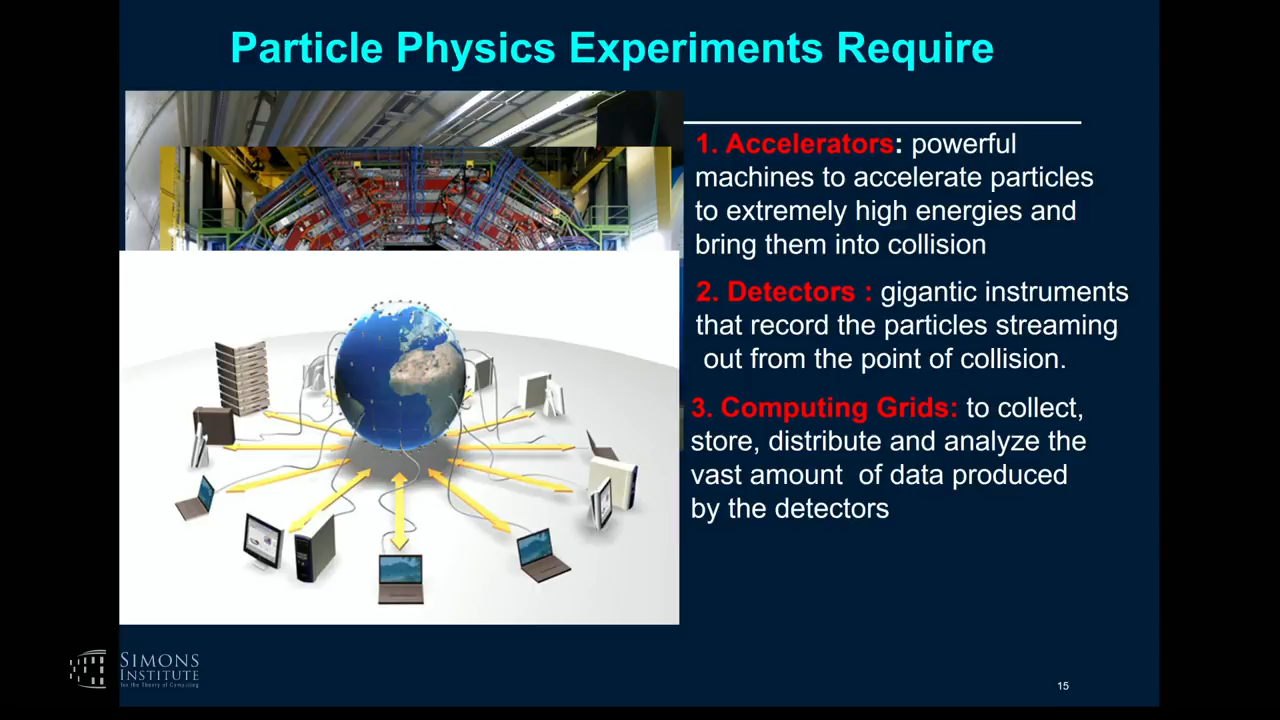 Particle Physics Experiments Require
1. Accelerators: powerful
machines to accelerate particles
to extremely high energies and
bring them into collision
2. Detectors : gigantic instruments
that record the particles streaming
out from the point of collision.
3. Computing Grids: to collect,
store, distribute and analyze the
vast amount of data produced
by the detectors
SIMONS
INSTITUTE
for the Theory of Computing
15